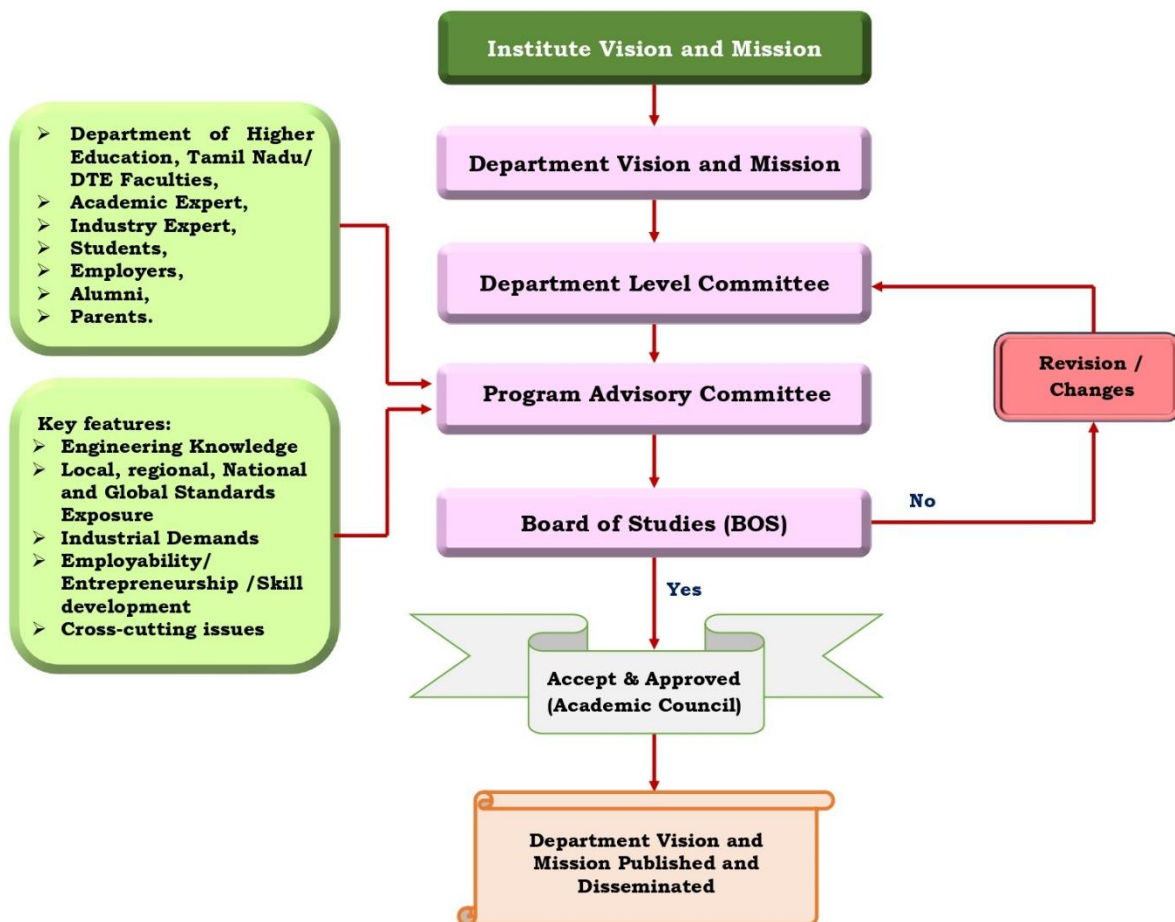 Institute Vision and Mission
➢ Department of Higher
Education, Tamil Nadu/
DTE Faculties,
➢ Academic Expert,
➢ Industry Expert,
➢ Students,
➢ Employers,
➢ Alumni,
➢ Parents.
Department Vision and Mission
Department Level Committee
Revision /
Changes
Program Advisory Committee
Key features:
➢ Engineering Knowledge
➢ Local, regional, National
and Global Standards
Exposure
➢ Industrial Demands
➢ Employability/
Entrepreneurship /Skill
development
➢ Cross-cutting issues
Board of Studies (BOS)
No
Yes
Accept & Approved
(Academic Council)
Department Vision and
Mission Published and
Disseminated